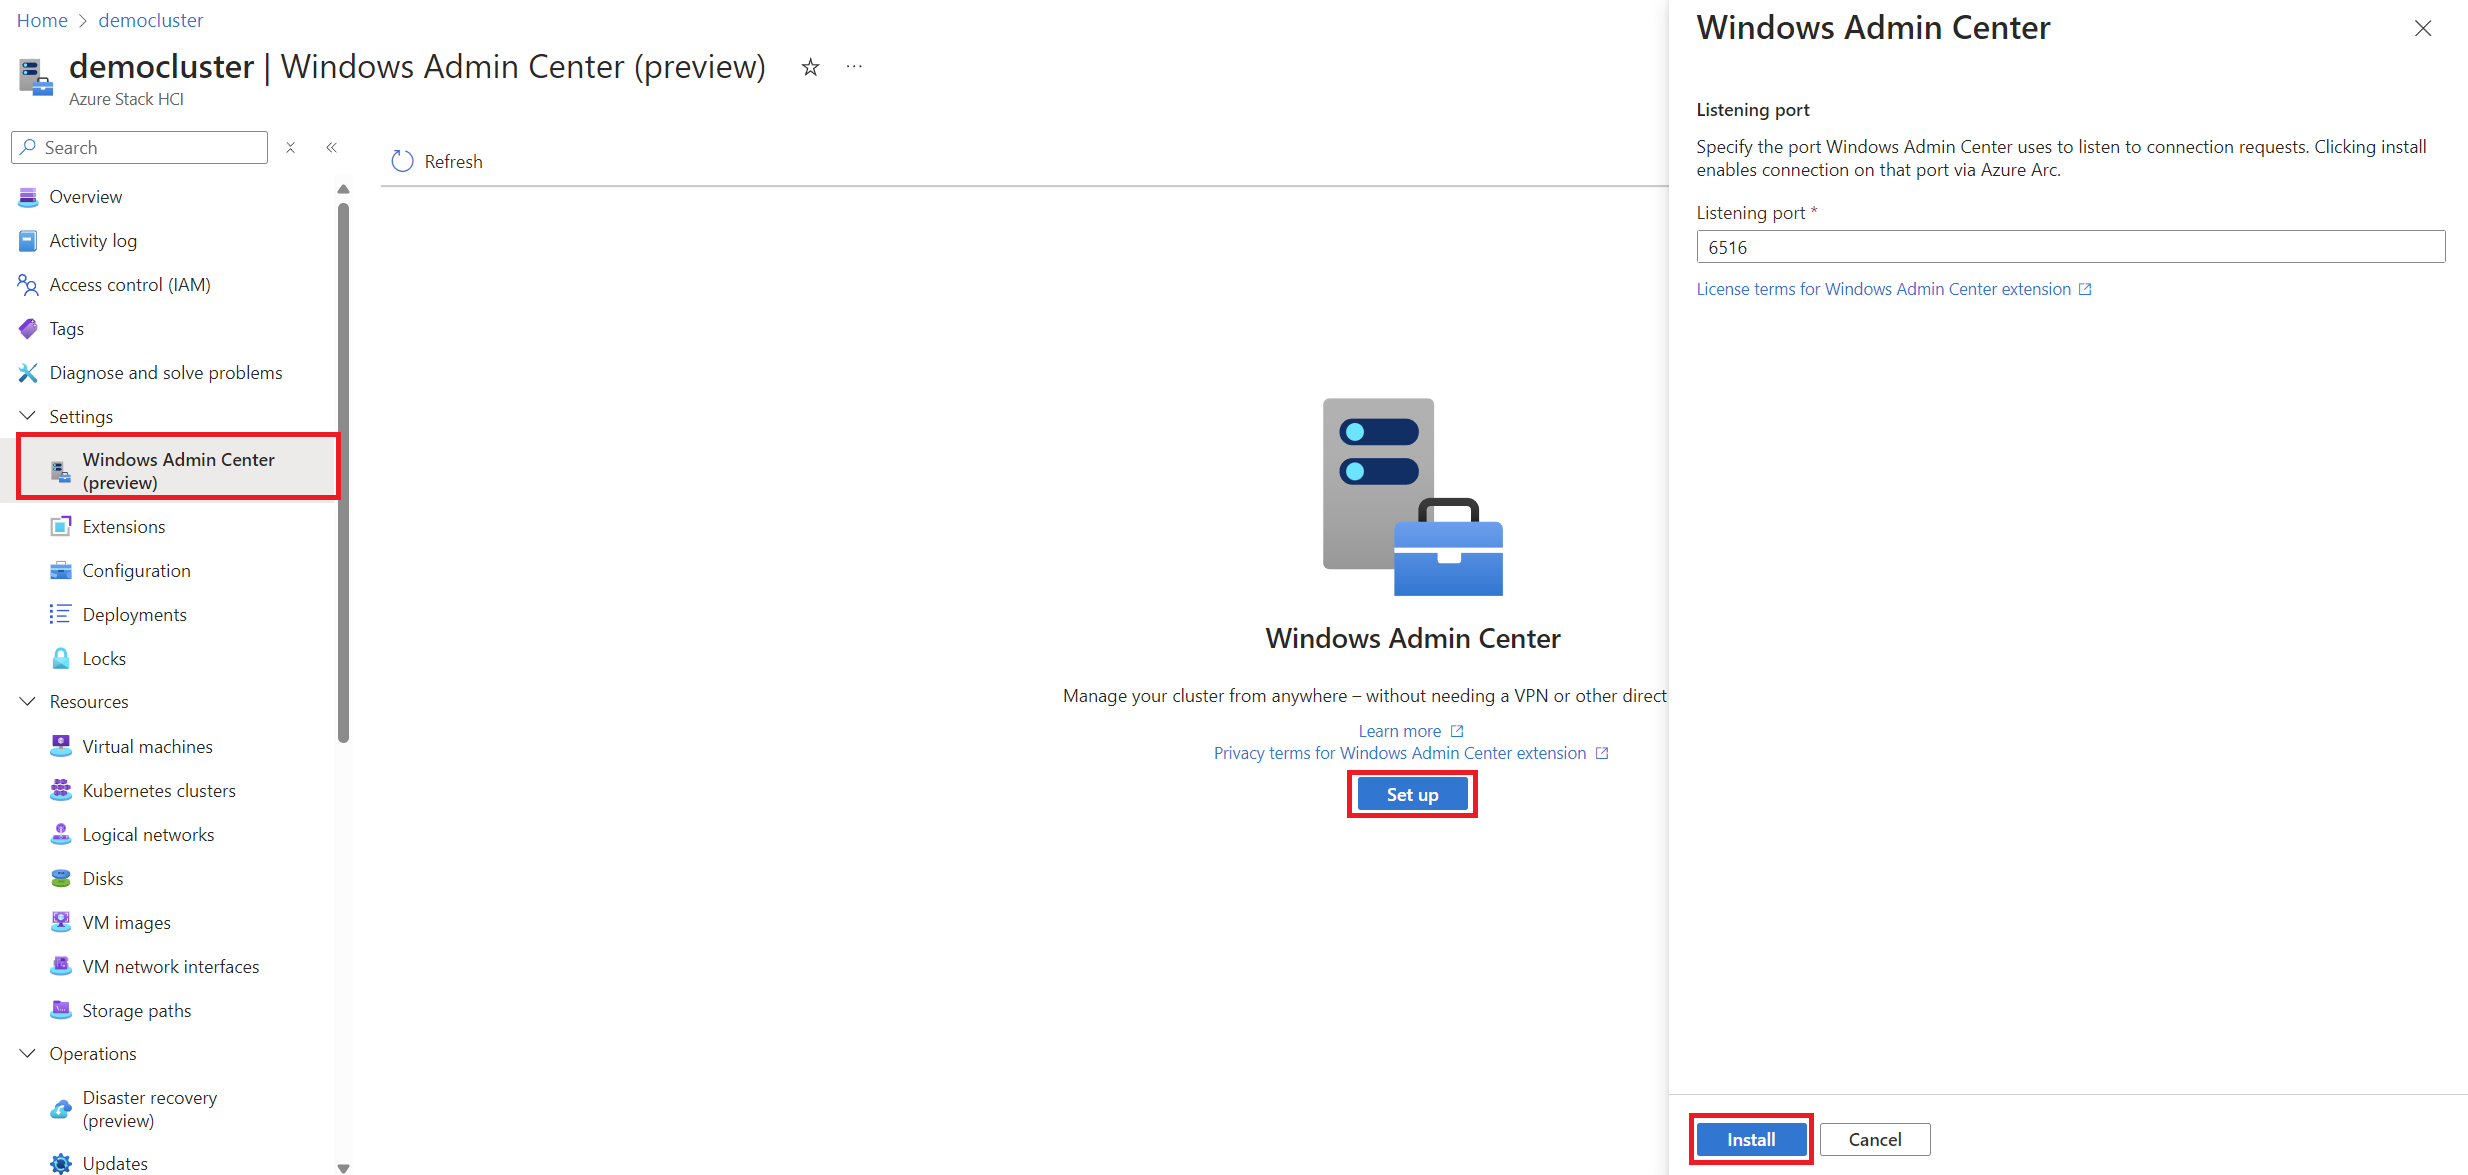 Home > democluster
democluster | Windows Admin Center (preview)
Azure Stack HCI
Search
Overview
Activity log
Access control (IAM)
Tags
Diagnose and solve problems
Settings
Windows Admin Center
(preview)
Extensions
Configuration
Deployments
Locks
Resources
Virtual machines
Kubernetes clusters
Logical networks
Disks
VM images
VM network interfaces
Storage paths
Operations
Disaster recovery
(preview)
Updates
Refresh
Windows Admin Center
Manage your cluster from anywhere – without needing a VPN or other direct
Learn more
Privacy terms for Windows Admin Center extension
Set up
Windows Admin Center
Listening port
Specify the port Windows Admin Center uses to listen to connection requests. Clicking install
enables connection on that port via Azure Arc.
Listening port *
6516
License terms for Windows Admin Center extension
Install
Cancel